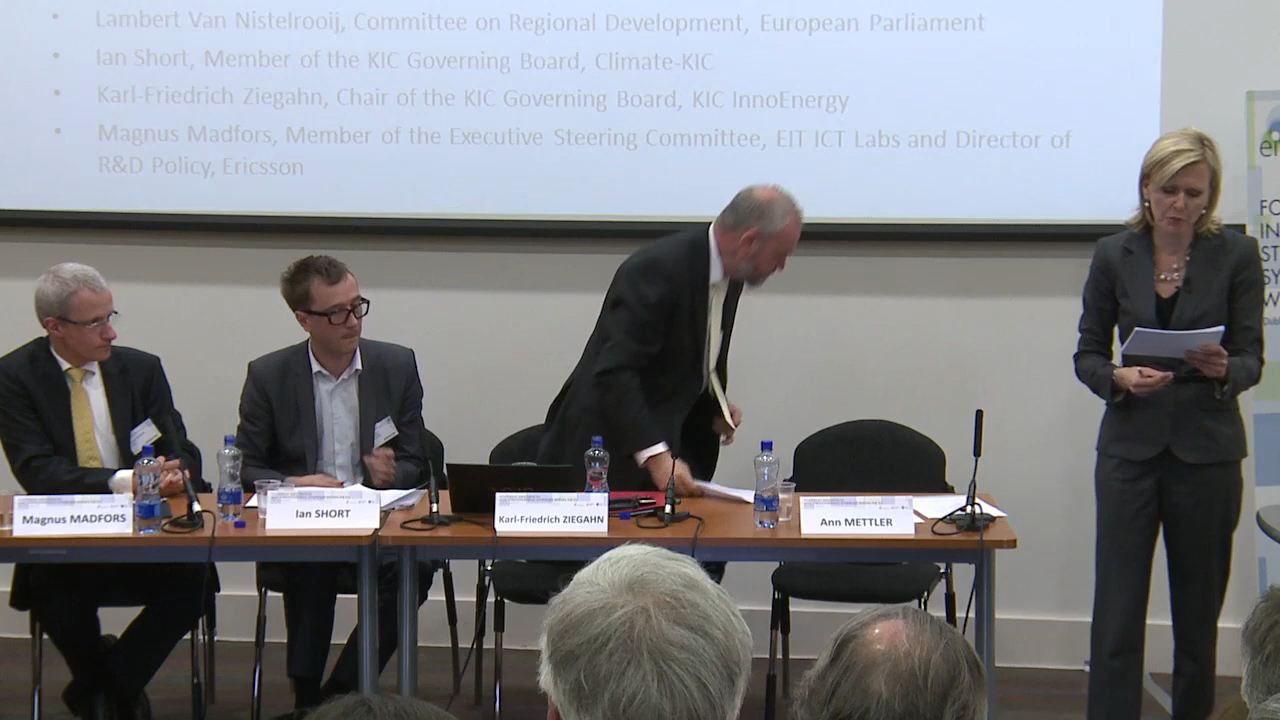 • Lambert Van Nistelrooij, Committee on Regional Development, European Parliament
• Ian Short, Member of the KIC Governing Board, Climate-KIC
• Karl-Friedrich Ziegahn, Chair of the KIC Governing Board, KIC InnoEnergy
• Magnus Madfors, Member of the Executive Steering Committee, EIT ICT Labs and Director of
R&D Policy, Ericsson
Magnus MADFORS
Ian SHORT
Karl-Friedrich ZIEGAHN
Ann METTLER